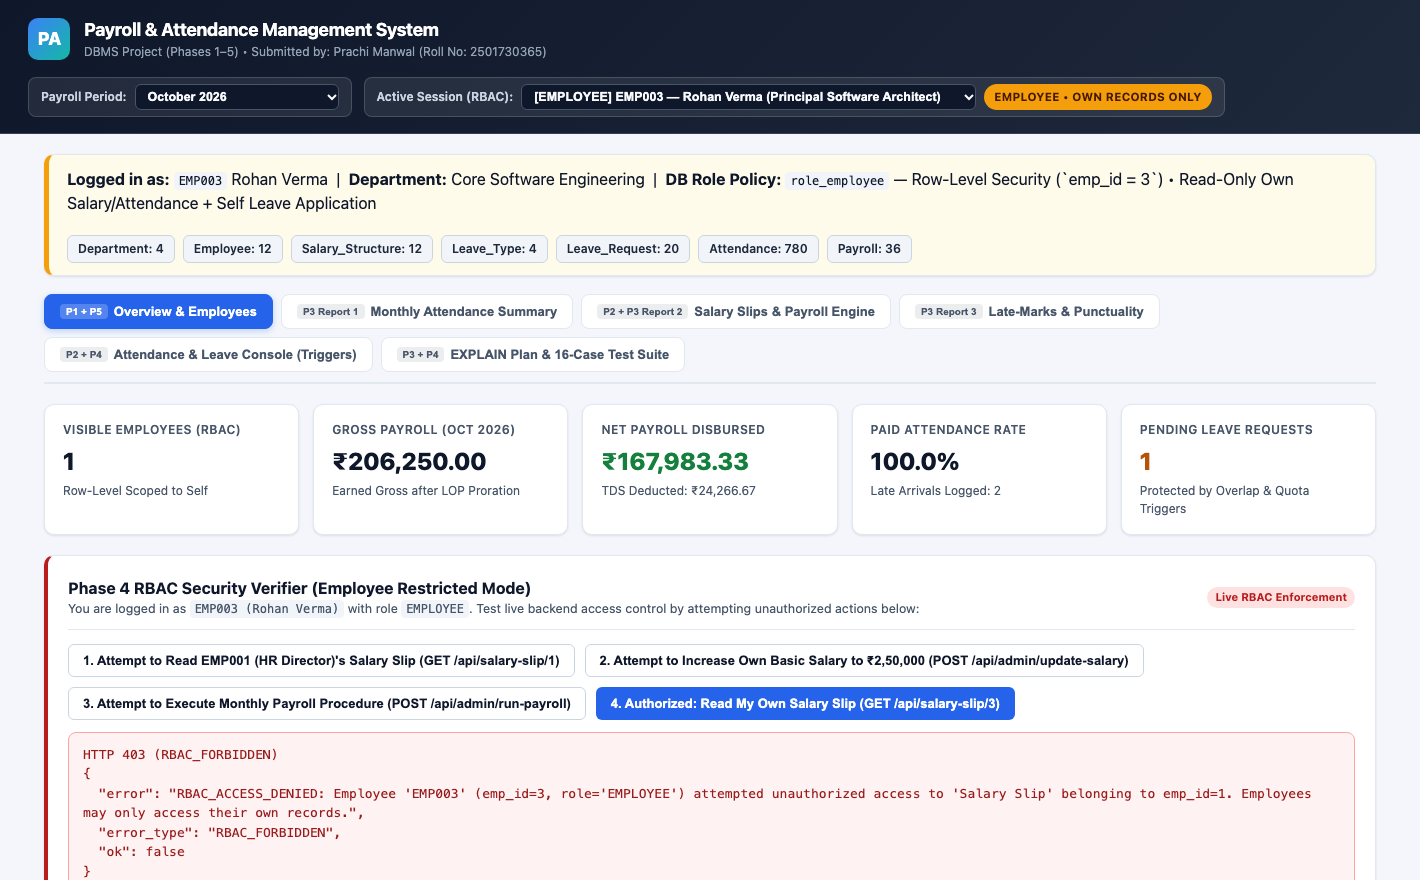 PA
Payroll & Attendance Management System
DBMS Project (Phases 1–5) • Submitted by: Prachi Manwal (Roll No: 2501730365)
Payroll Period: October 2026
Active Session (RBAC): [EMPLOYEE] EMP003 — Rohan Verma (Principal Software Architect) EMPLOYEE • OWN RECORDS ONLY
Logged in as: EMP003 Rohan Verma | Department: Core Software Engineering | DB Role Policy: role_employee — Row-Level Security (`emp_id = 3`) • Read-Only Own
Salary/Attendance + Self Leave Application
Department: 4 Employee: 12 Salary_Structure: 12 Leave_Type: 4 Leave_Request: 20 Attendance: 780 Payroll: 36
P1 + P5 Overview & Employees
P3 Report 1 Monthly Attendance Summary
P2 + P3 Report 2 Salary Slips & Payroll Engine
P3 Report 3 Late-Marks & Punctuality
P2 + P4 Attendance & Leave Console (Triggers)
P3 + P4 EXPLAIN Plan & 16-Case Test Suite
VISIBLE EMPLOYEES (RBAC)
1
Row-Level Scoped to Self
GROSS PAYROLL (OCT 2026)
₹206,250.00
Earned Gross after LOP Proration
NET PAYROLL DISBURSED
₹167,983.33
TDS Deducted: ₹24,266.67
PAID ATTENDANCE RATE
100.0%
Late Arrivals Logged: 2
PENDING LEAVE REQUESTS
1
Protected by Overlap & Quota
Triggers
Phase 4 RBAC Security Verifier (Employee Restricted Mode)
You are logged in as EMP003 (Rohan Verma) with role EMPLOYEE. Test live backend access control by attempting unauthorized actions below:
Live RBAC Enforcement
1. Attempt to Read EMP001 (HR Director)'s Salary Slip (GET /api/salary-slip/1)
2. Attempt to Increase Own Basic Salary to ₹2,50,000 (POST /api/admin/update-salary)
3. Attempt to Execute Monthly Payroll Procedure (POST /api/admin/run-payroll)
4. Authorized: Read My Own Salary Slip (GET /api/salary-slip/3)
HTTP 403 (RBAC_FORBIDDEN)
{
"error": "RBAC_ACCESS_DENIED: Employee 'EMP003' (emp_id=3, role='EMPLOYEE') attempted unauthorized access to 'Salary Slip' belonging to emp_id=1. Employees
may only access their own records.",
"error_type": "RBAC_FORBIDDEN",
"ok": false
}